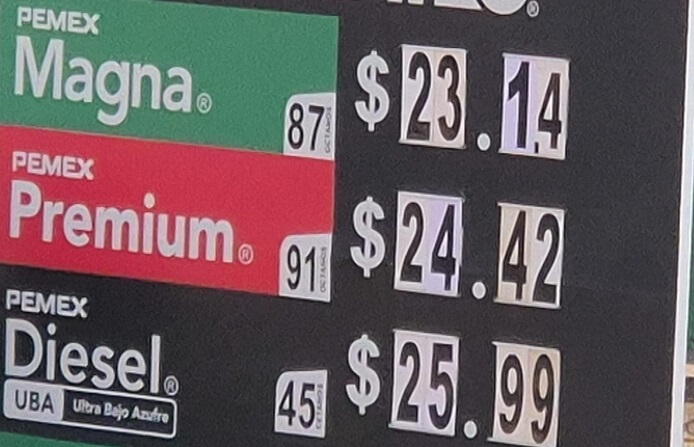 PEMEX
Magna®
87 OCTANOS
$23.14
PEMEX
Premium®
91 OCTANOS
$24.42
PEMEX
Diesel®
UBA Ultra Bajo Azufre
45 CETANOS
$25.99